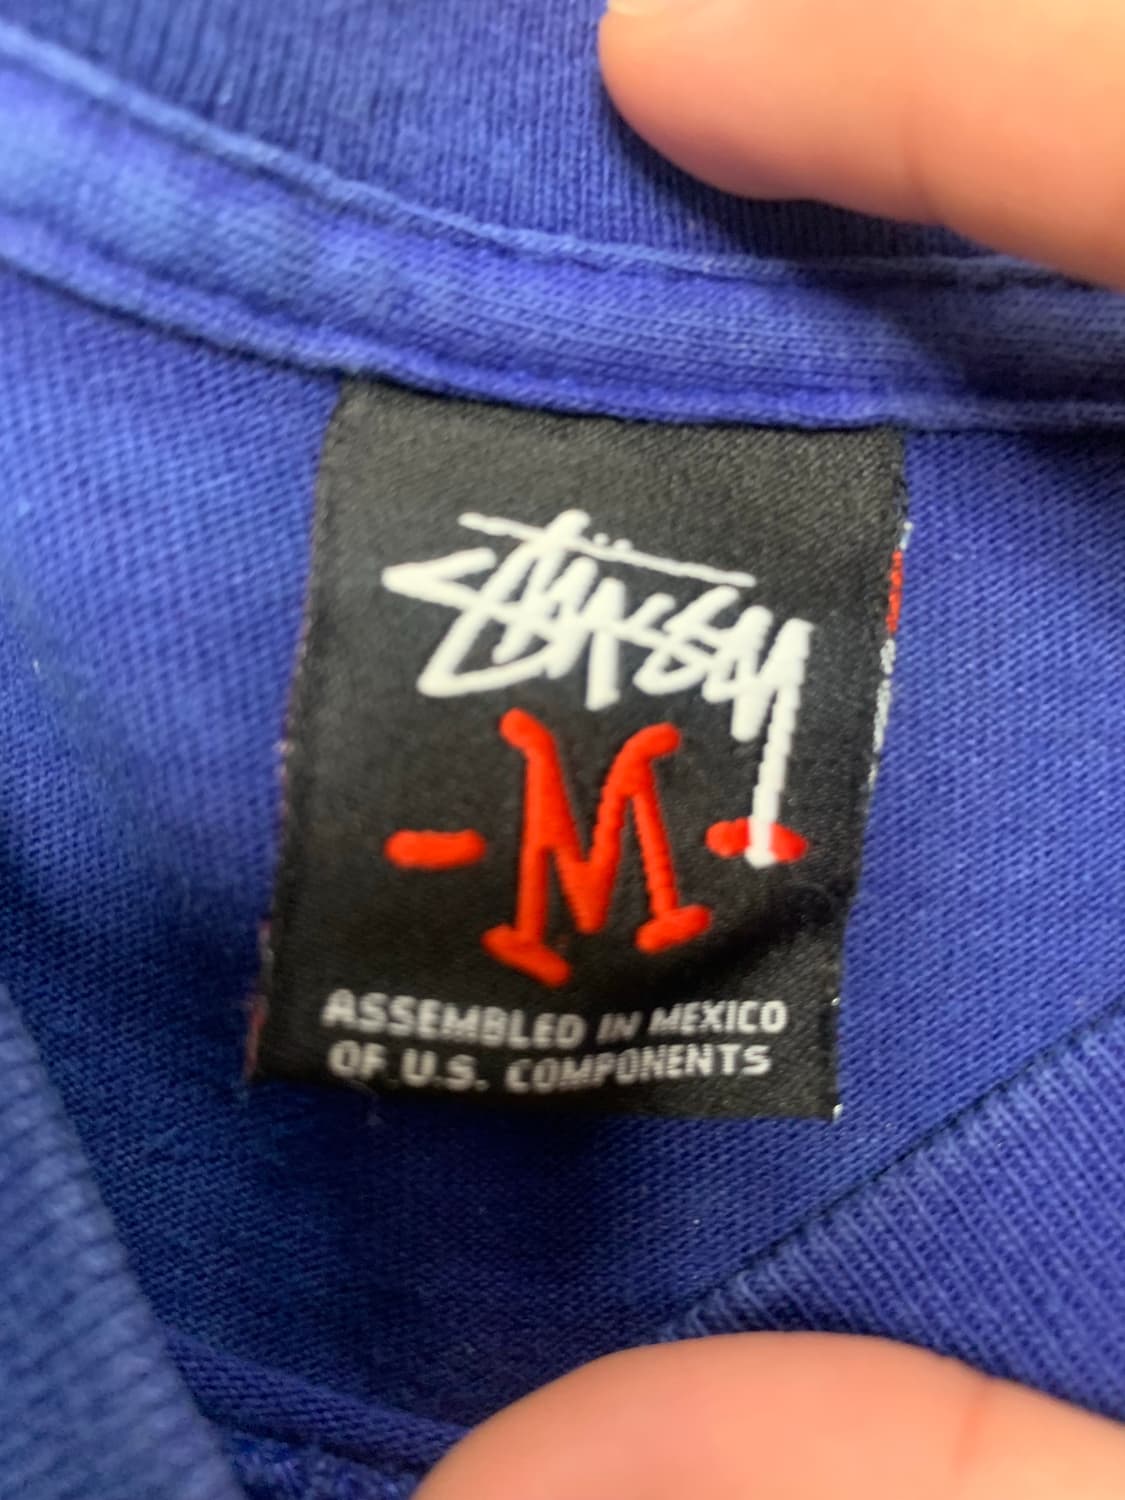 Stüssy
- M -
ASSEMBLED IN MEXICO
OF U.S. COMPONENTS